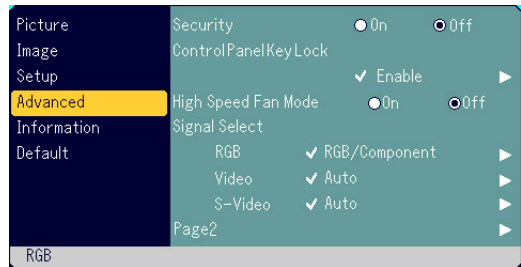 Picture
Image
Setup
Advanced
Information
Default
Security On Off
ControlPanelKeyLock
Enable
High Speed Fan Mode On Off
Signal Select
RGB RGB/Component
Video Auto
S-Video Auto
Page2
RGB